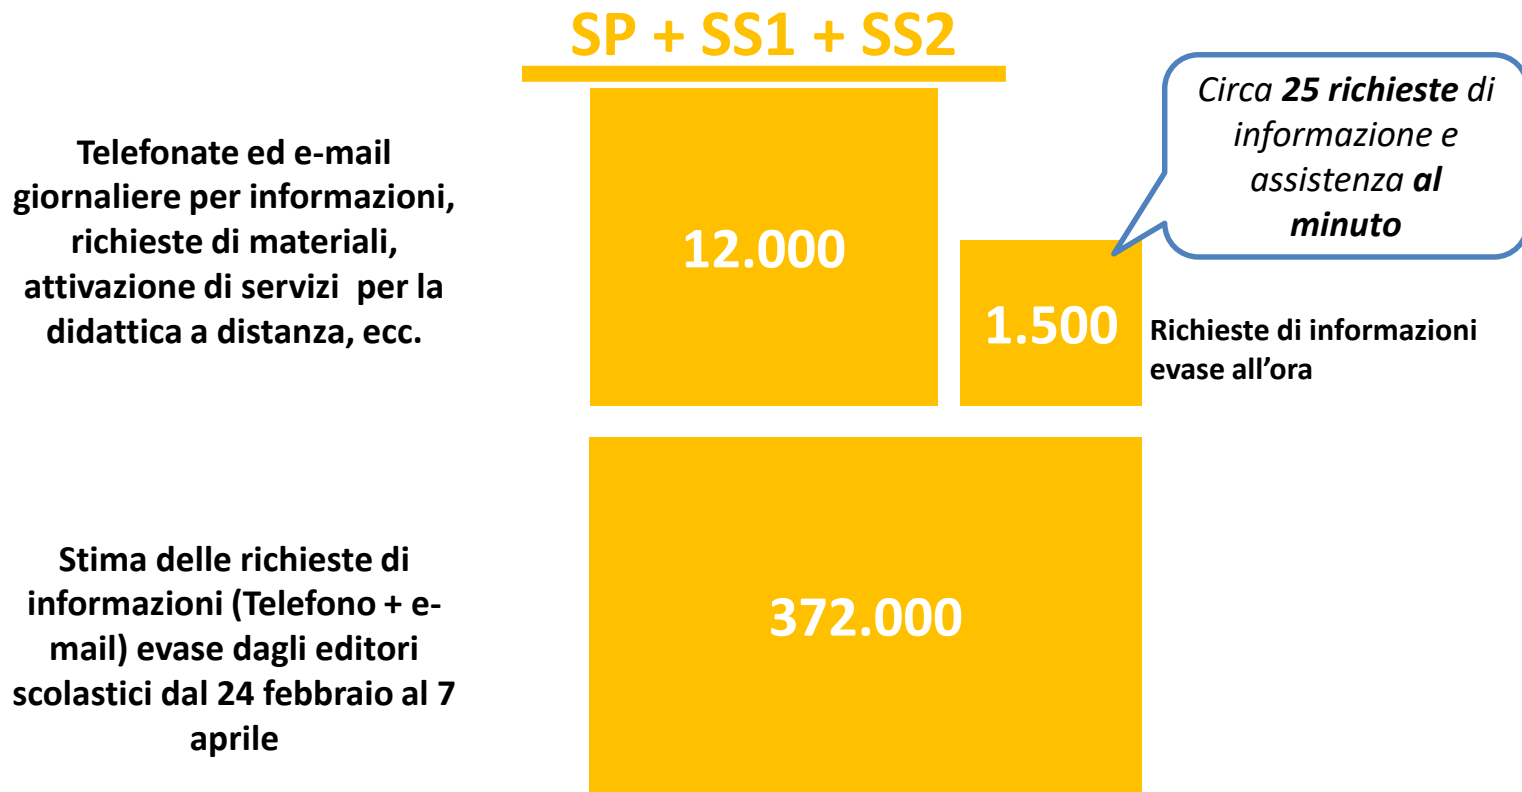 SP + SS1 + SS2
Telefonate ed e-mail
giornaliere per informazioni,
richieste di materiali,
attivazione di servizi  per la
didattica a distanza, ecc.
12.000
Circa 25 richieste di
informazione e
assistenza al
minuto
1.500
Richieste di informazioni
evase all’ora
Stima delle richieste di
informazioni (Telefono + e-
mail) evase dagli editori
scolastici dal 24 febbraio al 7
aprile
372.000